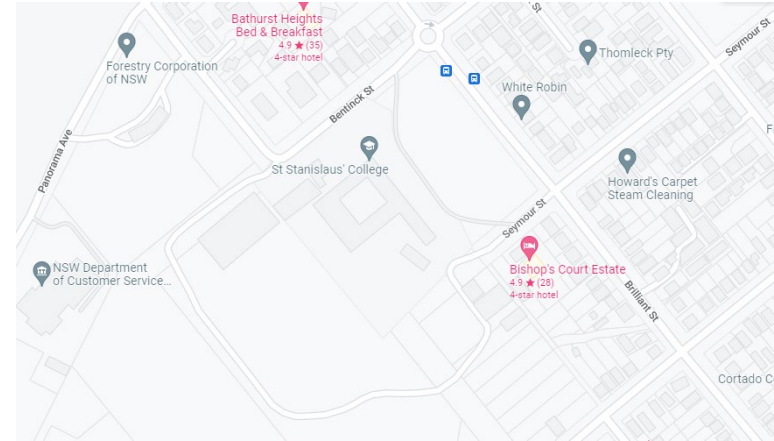 Bathurst Heights
Bed & Breakfast
4.9 ★ (35)
4-star hotel
St
Seymour St
Thomleck Pty
Forestry Corporation
of NSW
White Robin
Bentinck St
Panorama Ave
St Stanislaus' College
Howard's Carpet
Steam Cleaning
Seymour St
NSW Department
of Customer Service...
Bishop's Court Estate
4.9 ★ (28)
4-star hotel
Brilliant St
Cortado C